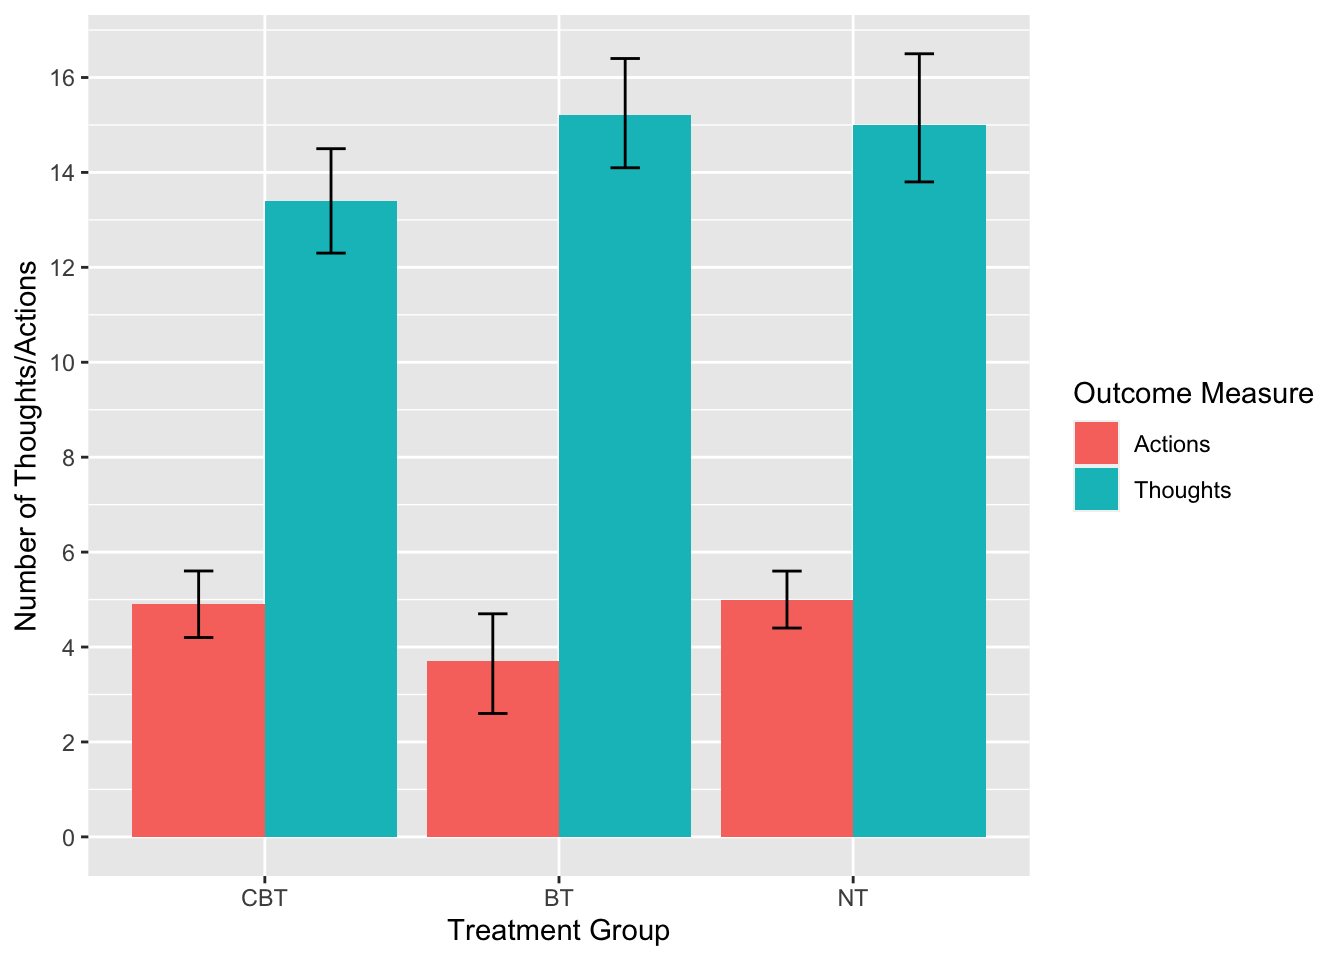 Number of Thoughts/Actions
16
14
12
10
8
6
4
2
0
CBT
BT
NT
Treatment Group
Outcome Measure
Actions
Thoughts